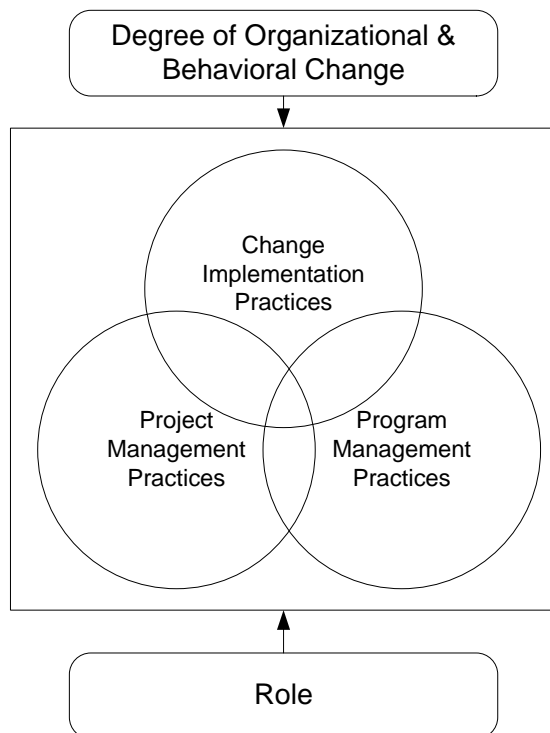 Degree of Organizational &
Behavioral Change
Change
Implementation
Practices
Project
Management
Practices
Program
Management
Practices
Role